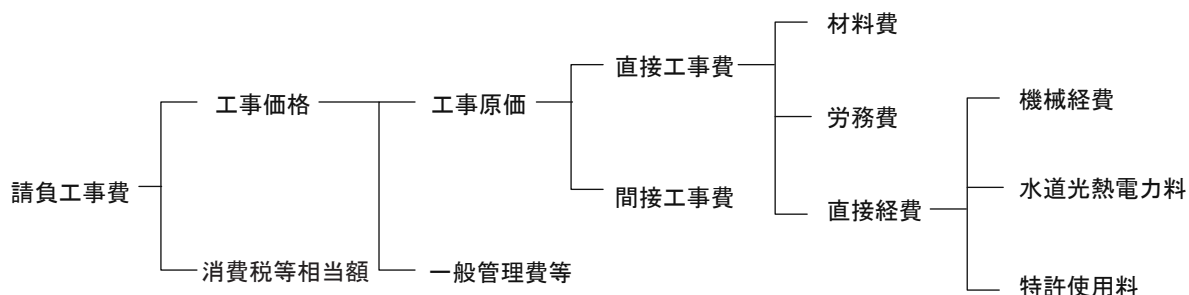 請負工事費
工事価格
消費税等相当額
工事原価
一般管理費等
直接工事費
間接工事費
材料費
労務費
直接経費
機械経費
水道光熱電力料
特許使用料